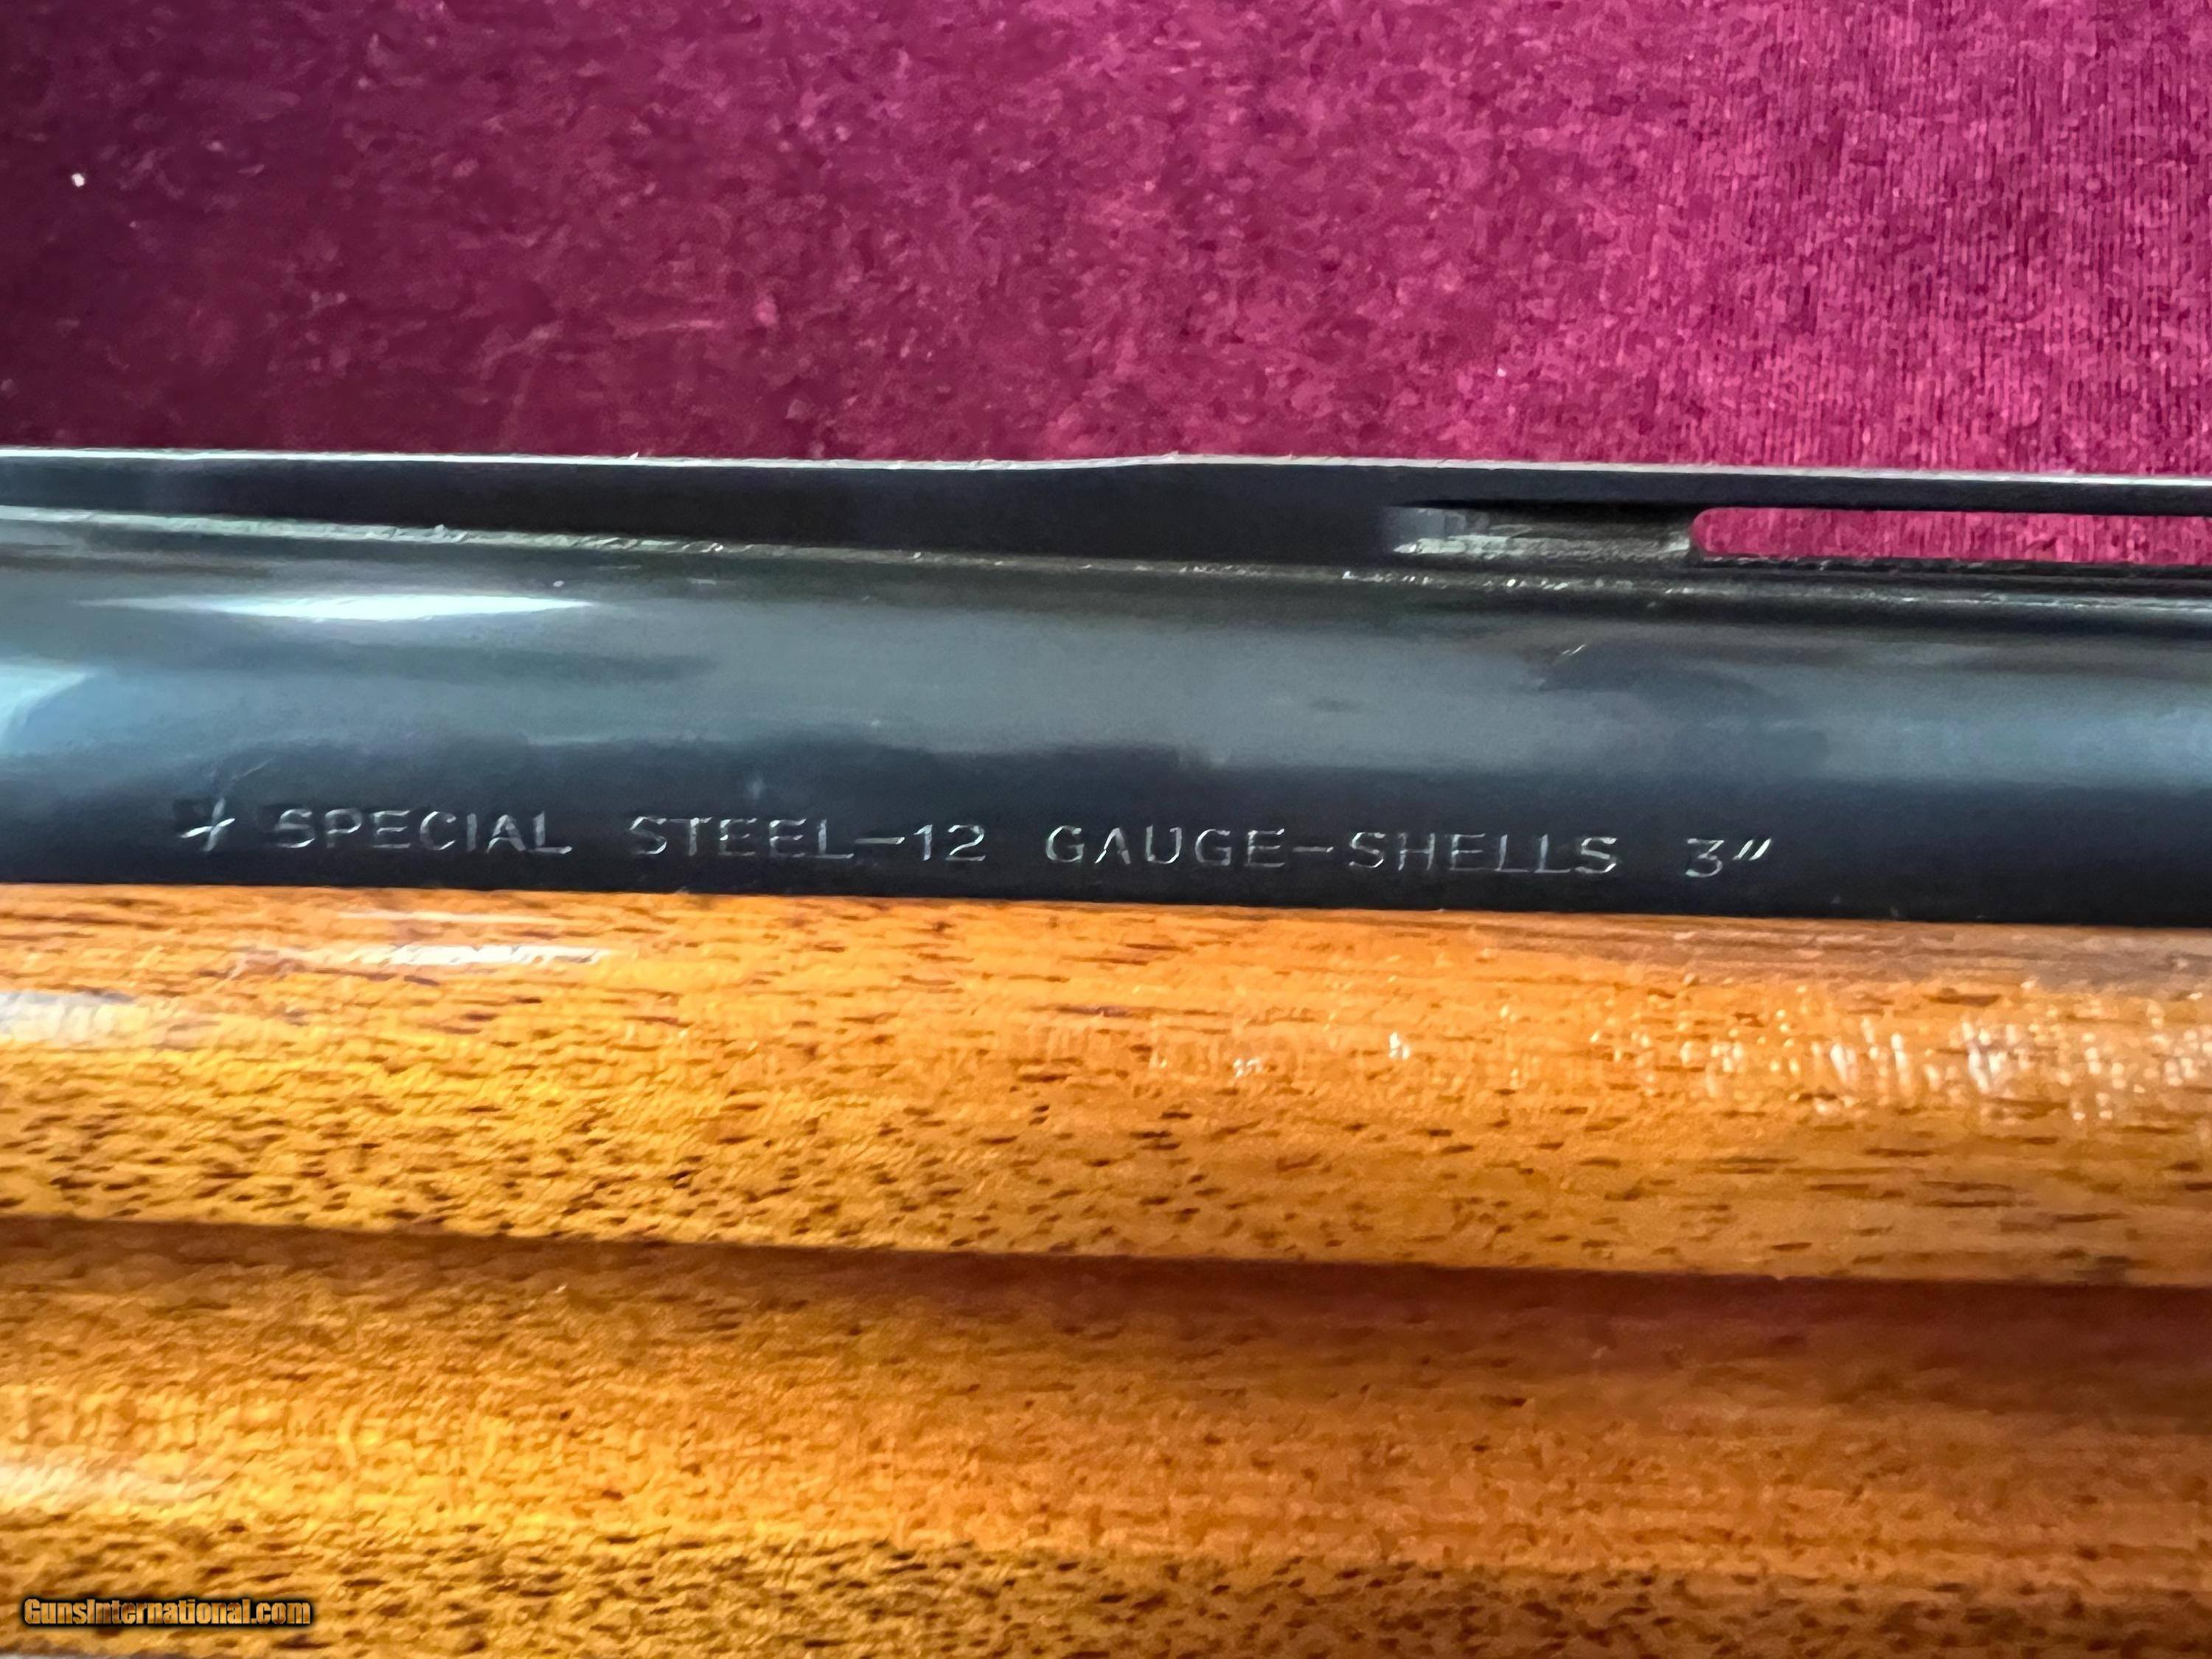 * SPECIAL STEEL-12 GAUGE-SHELLS 3"
GunsInternational.com